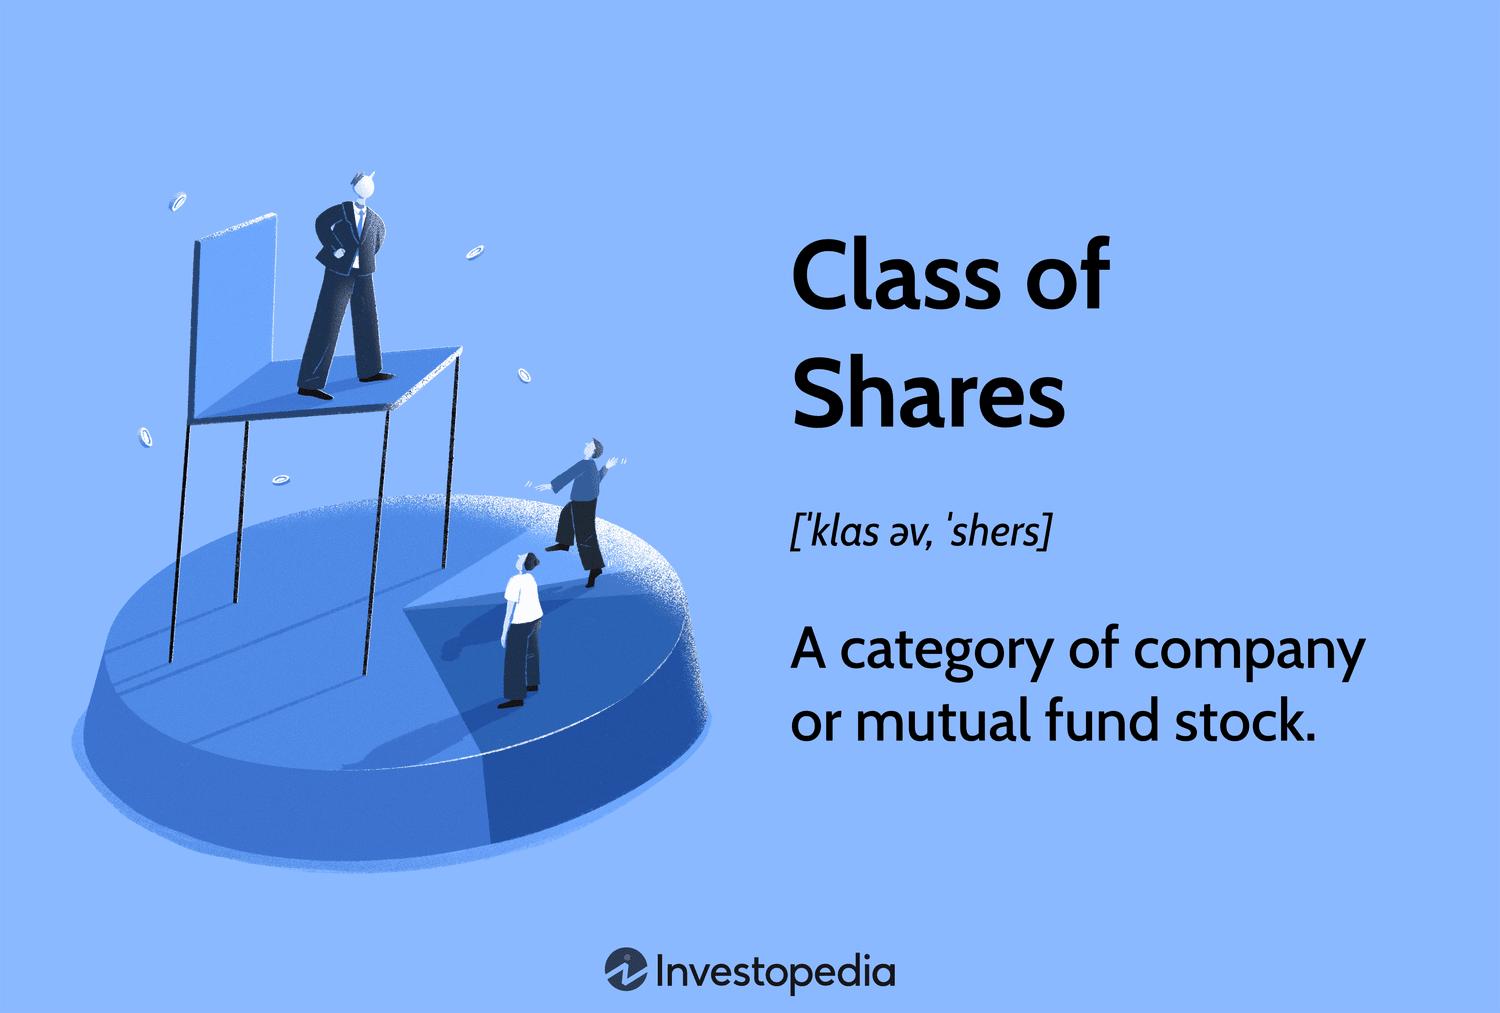 Class of
Shares
[ˈklas əv, ˈshers]
A category of company
or mutual fund stock.
Investopedia